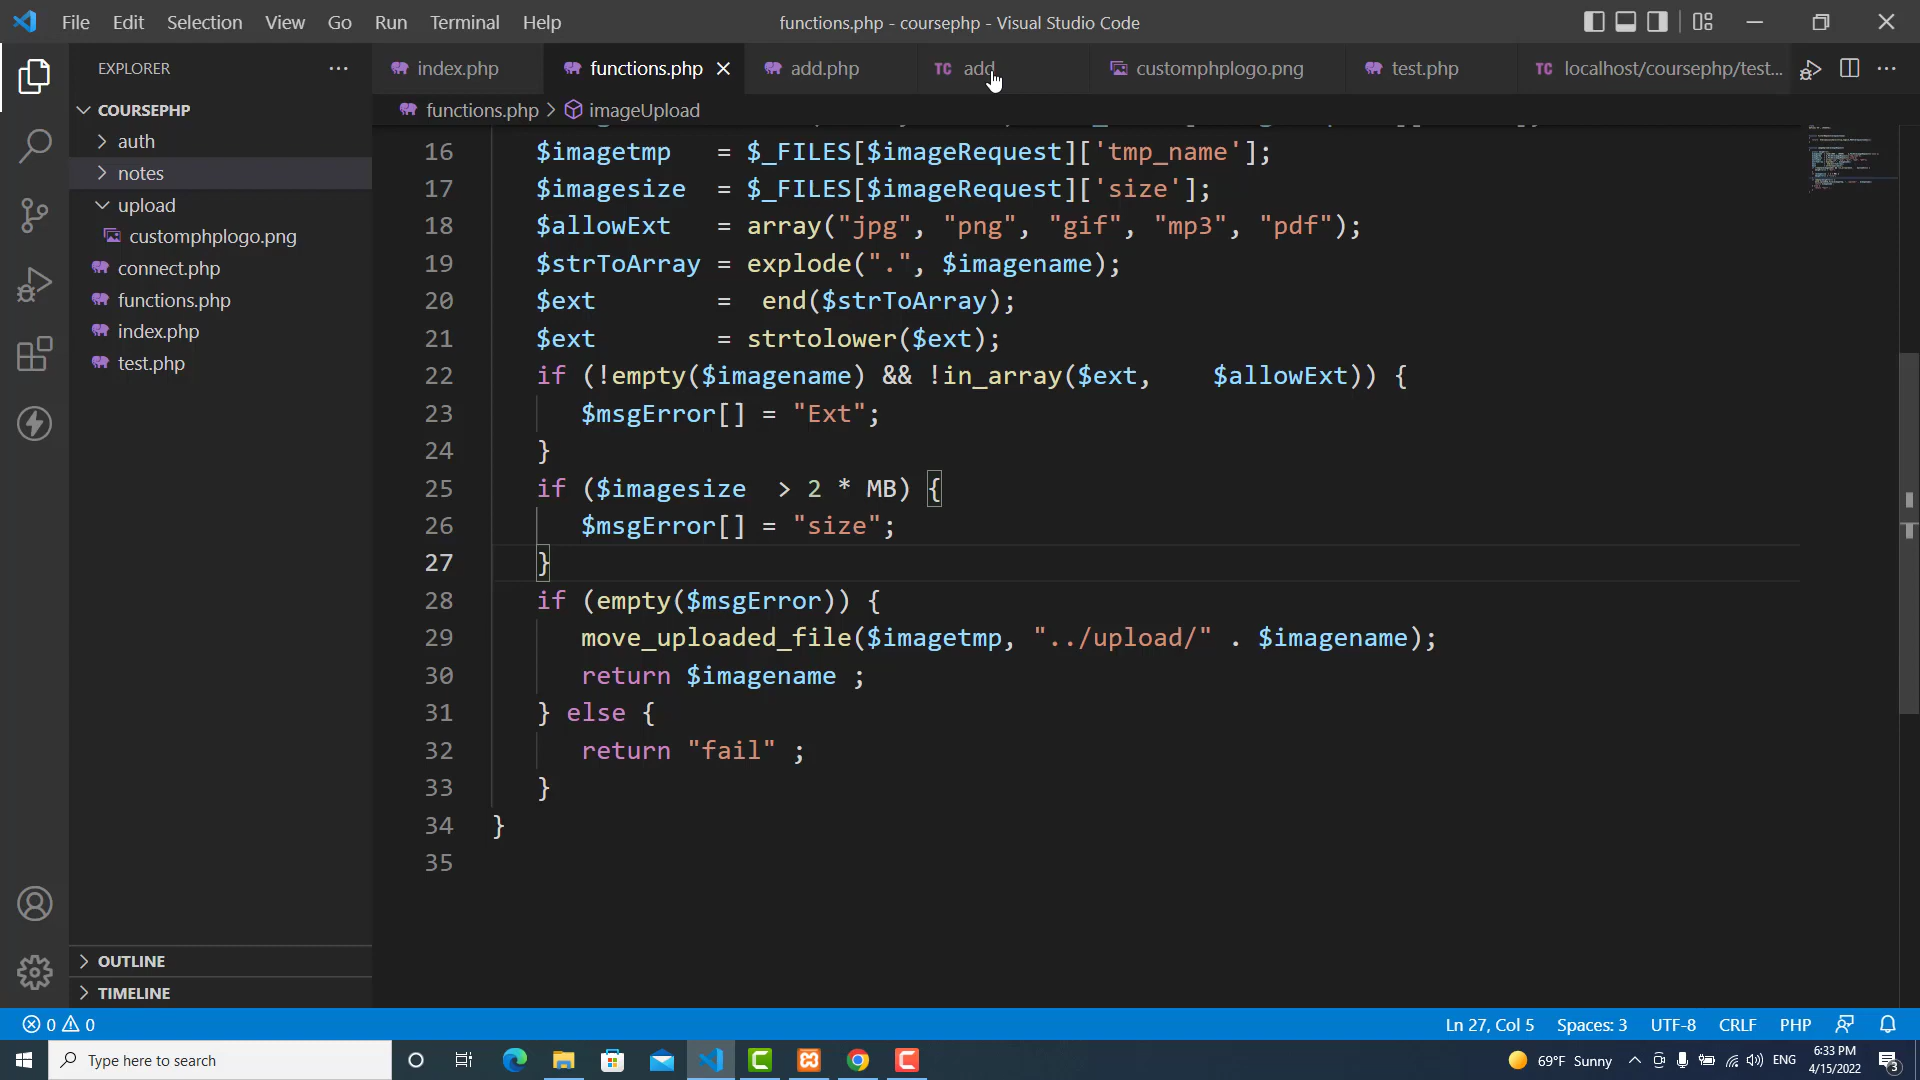 File Edit Selection View Go Run Terminal Help
functions.php - coursephp - Visual Studio Code
EXPLORER
COURSEPHP
auth
notes
upload
customphplogo.png
connect.php
functions.php
index.php
test.php
OUTLINE
TIMELINE
index.php functions.php add.php TC add customphplogo.png test.php TC localhost/coursephp/test...
functions.php > imageUpload
16 $imagetmp = $_FILES[$imageRequest]['tmp_name'];
17 $imagesize = $_FILES[$imageRequest]['size'];
18 $allowExt = array("jpg", "png", "gif", "mp3", "pdf");
19 $strToArray = explode(".", $imagename);
20 $ext = end($strToArray);
21 $ext = strtolower($ext);
22 if (!empty($imagename) && !in_array($ext, $allowExt)) {
23 $msgError[] = "Ext";
24 }
25 if ($imagesize > 2 * MB) {
26 $msgError[] = "size";
27 }
28 if (empty($msgError)) {
29 move_uploaded_file($imagetmp, "../upload/" . $imagename);
30 return $imagename ;
31 } else {
32 return "fail" ;
33 }
34 }
35
0 0 Ln 27, Col 5 Spaces: 3 UTF-8 CRLF PHP
Type here to search 69°F Sunny ENG 6:33 PM
4/15/2022 3